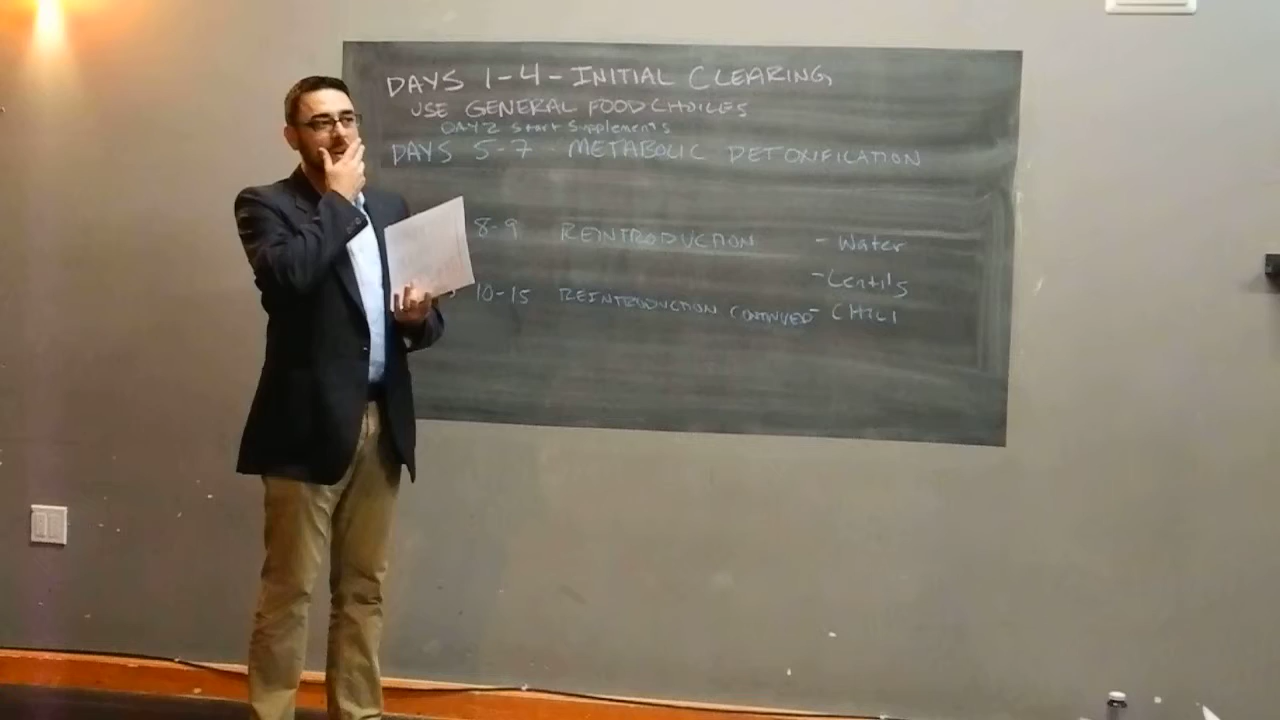 DAYS 1-4 - INITIAL CLEARING,
USE GENERAL FOOD CHOICES
DAY 2 Start Supplements
DAYS 5-7 - METABOLIC DETOXIFICATION
8-9 REINTRODUCTION - Water
- Lentils
10-15 REINTRODUCTION CONTINUED - CHILI